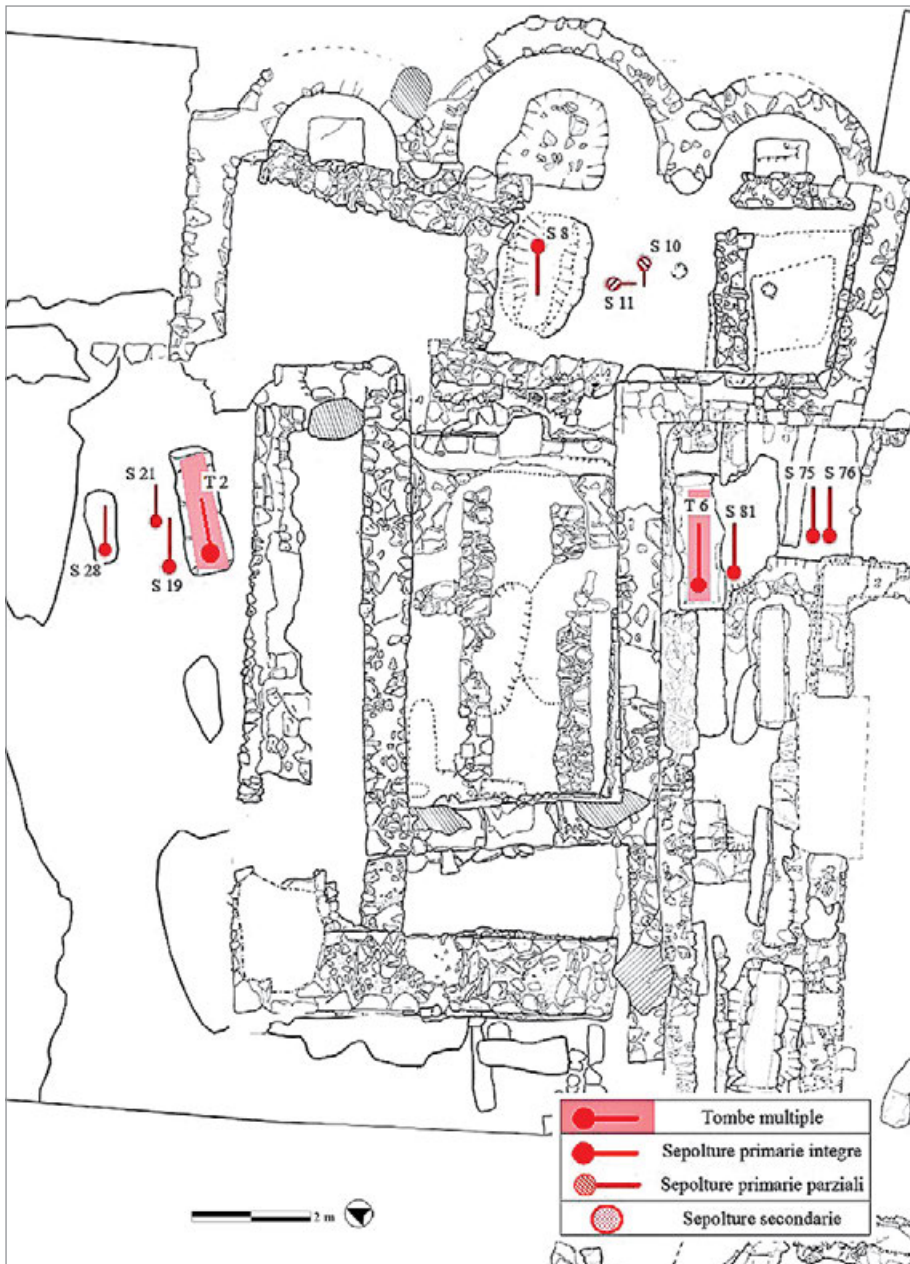 S 8
S 10
S 11
S 21
T 2
S 28
S 19
T 6
S 81
S 75
S 76
Tombe multiple
Sepolture primarie integre
Sepolture primarie parziali
Sepolture secondarie
2 m